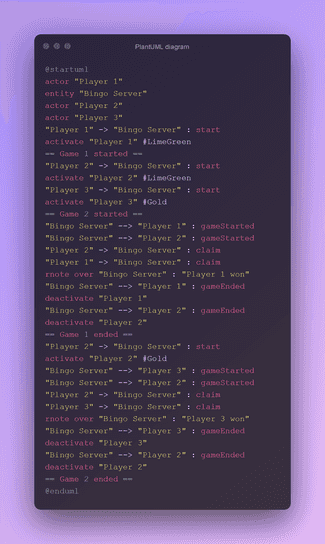 PlantUML diagram
@startuml
actor "Player 1"
entity "Bingo Server"
actor "Player 2"
actor "Player 3"
"Player 1" -> "Bingo Server" : start
activate "Player 1" #LimeGreen
== Game 1 started ==
"Player 2" -> "Bingo Server" : start
activate "Player 2" #LimeGreen
"Player 3" -> "Bingo Server" : start
activate "Player 3" #Gold
== Game 2 started ==
"Bingo Server" --> "Player 1" : gameStarted
"Bingo Server" --> "Player 2" : gameStarted
"Player 2" -> "Bingo Server" : claim
"Player 1" -> "Bingo Server" : claim
rnote over "Bingo Server" : "Player 1 won"
"Bingo Server" --> "Player 1" : gameEnded
deactivate "Player 1"
"Bingo Server" --> "Player 2" : gameEnded
deactivate "Player 2"
== Game 1 ended ==
"Player 2" -> "Bingo Server" : start
activate "Player 2" #Gold
"Bingo Server" --> "Player 3" : gameStarted
"Bingo Server" --> "Player 2" : gameStarted
"Player 2" -> "Bingo Server" : claim
"Player 3" -> "Bingo Server" : claim
rnote over "Bingo Server" : "Player 3 won"
"Bingo Server" --> "Player 3" : gameEnded
deactivate "Player 3"
"Bingo Server" --> "Player 2" : gameEnded
deactivate "Player 2"
== Game 2 ended ==
@enduml